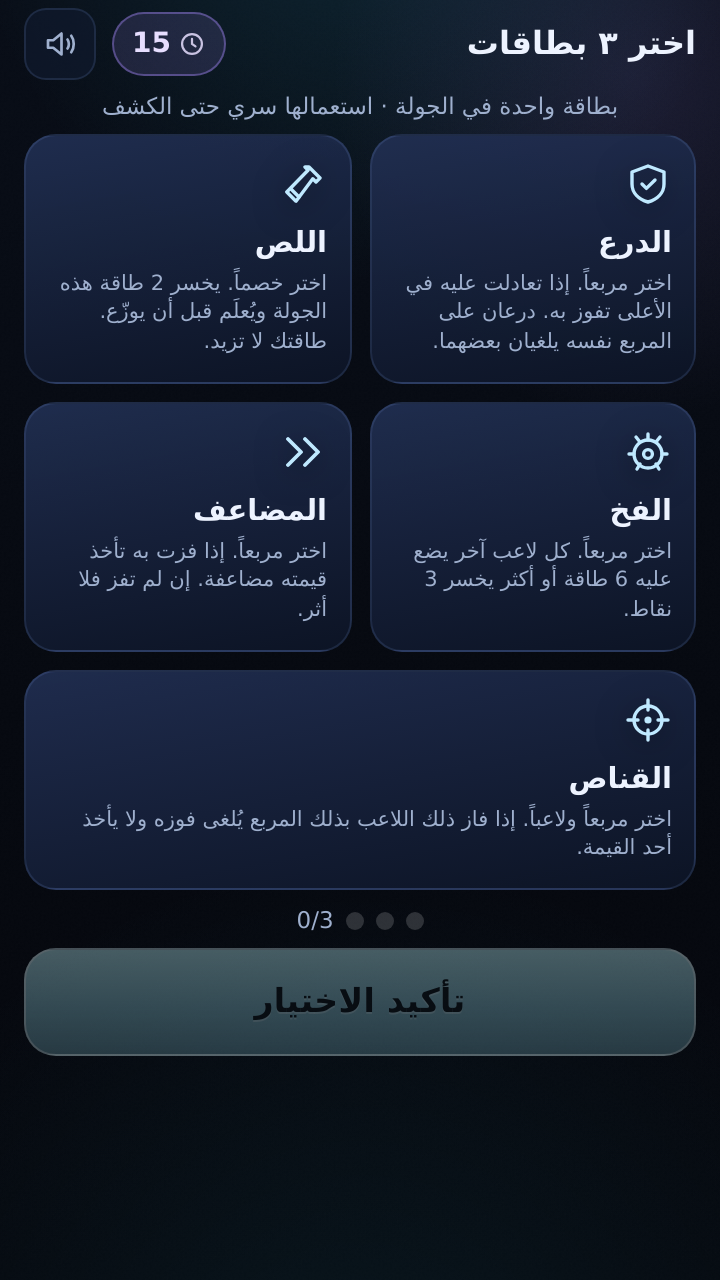 اختر ٣ بطاقات
15
بطاقة واحدة في الجولة · استعمالها سري حتى الكشف
الدرع
اختر مربعاً. إذا تعادلت عليه في
الأعلى تفوز به. درعان على
المربع نفسه يلغيان بعضهما.
اللص
اختر خصماً. يخسر 2 طاقة هذه
الجولة ويُعلَم قبل أن يوزّع.
طاقتك لا تزيد.
الفخ
اختر مربعاً. كل لاعب آخر يضع
عليه 6 طاقة أو أكثر يخسر 3
نقاط.
المضاعف
اختر مربعاً. إذا فزت به تأخذ
قيمته مضاعفة. إن لم تفز فلا
أثر.
القناص
اختر مربعاً ولاعباً. إذا فاز ذلك اللاعب بذلك المربع يُلغى فوزه ولا يأخذ
أحد القيمة.
0/3
تأكيد الاختيار